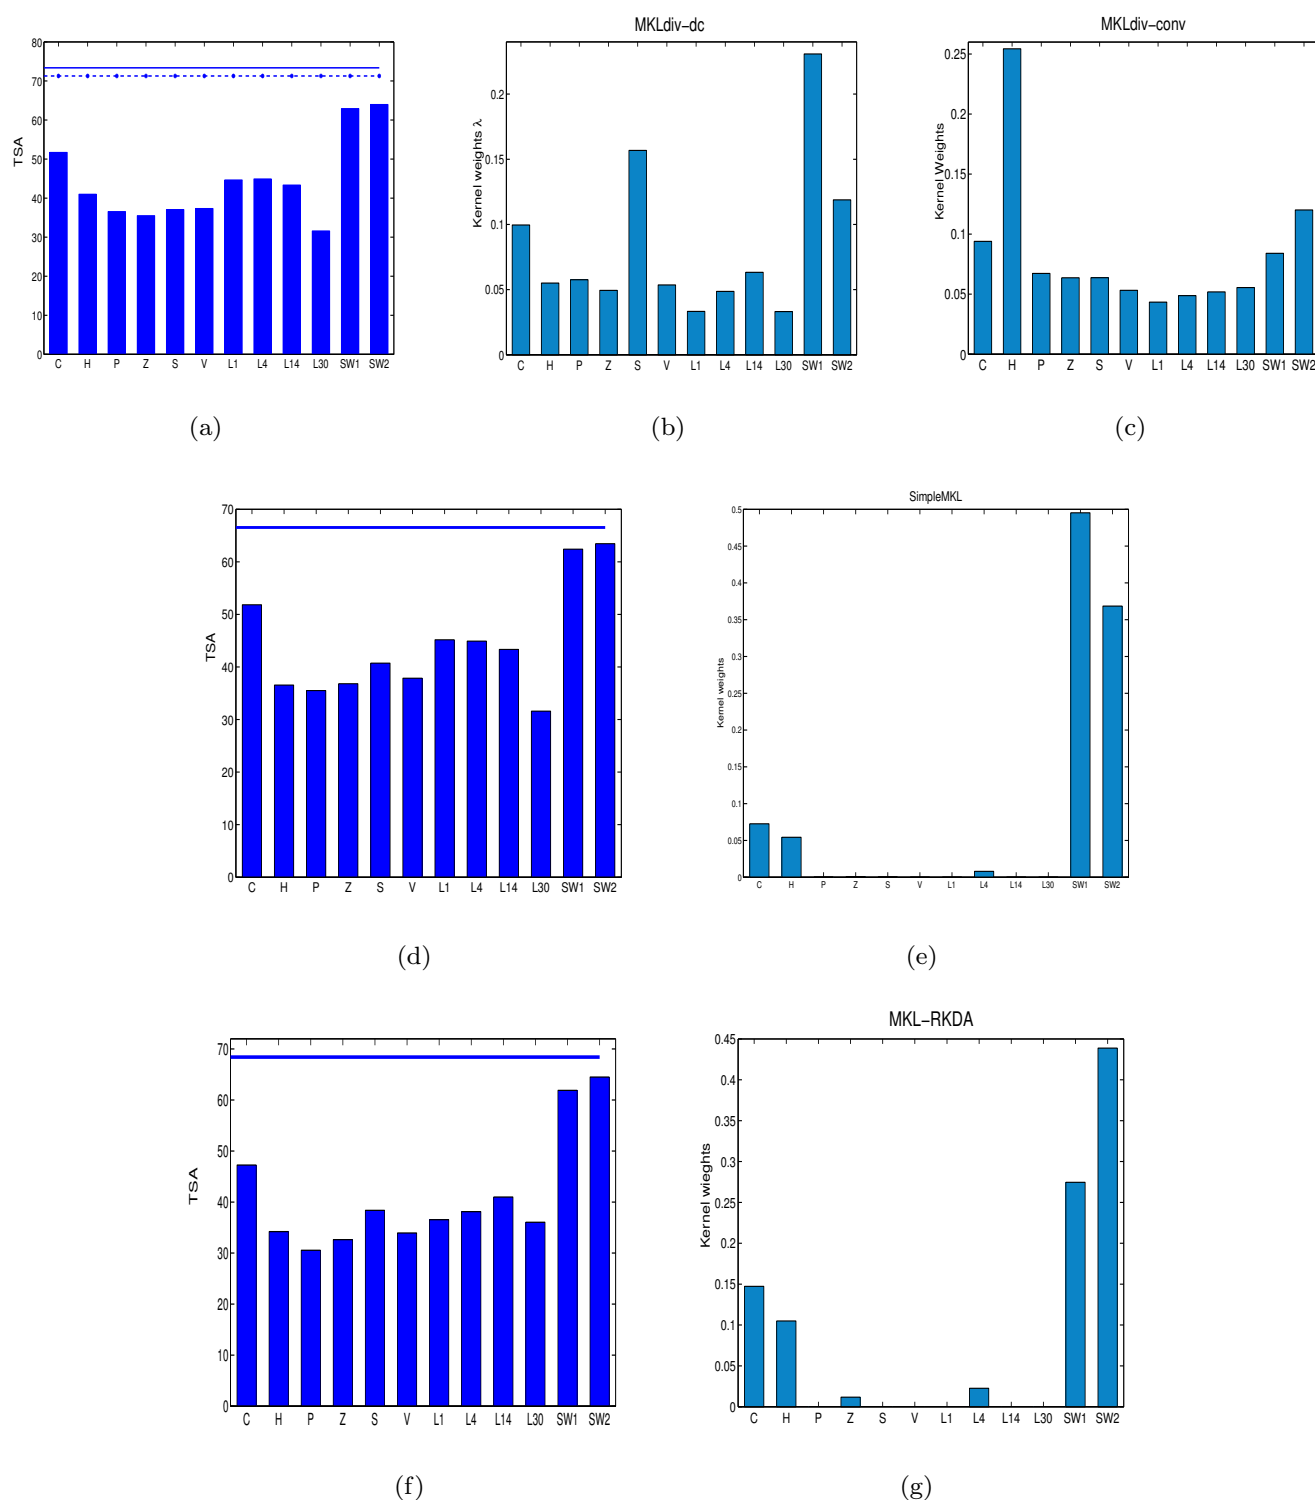 MKLdiv-dc
MKLdiv-conv
TSA
80
70
60
50
40
30
20
10
0
C H P Z S V L1 L4 L14 L30 SW1 SW2
Kernel weights λ
0.2
0.15
0.1
0.05
0
C H P Z S V L1 L4 L14 L30 SW1 SW2
Kernel Weights
0.25
0.2
0.15
0.1
0.05
0
C H P Z S V L1 L4 L14 L30 SW1 SW2
(a)
(b)
(c)
TSA
70
60
50
40
30
20
10
0
C H P Z S V L1 L4 L14 L30 SW1 SW2
SimpleMKL
Kernel weights
0.5
0.45
0.4
0.35
0.3
0.25
0.2
0.15
0.1
0.05
0
C H P Z S V L1 L4 L14 L30 SW1 SW2
(d)
(e)
TSA
70
60
50
40
30
20
10
0
C H P Z S V L1 L4 L14 L30 SW1 SW2
MKL-RKDA
Kernel wieghts
0.45
0.4
0.35
0.3
0.25
0.2
0.15
0.1
0.05
0
C H P Z S V L1 L4 L14 L30 SW1 SW2
(f)
(g)